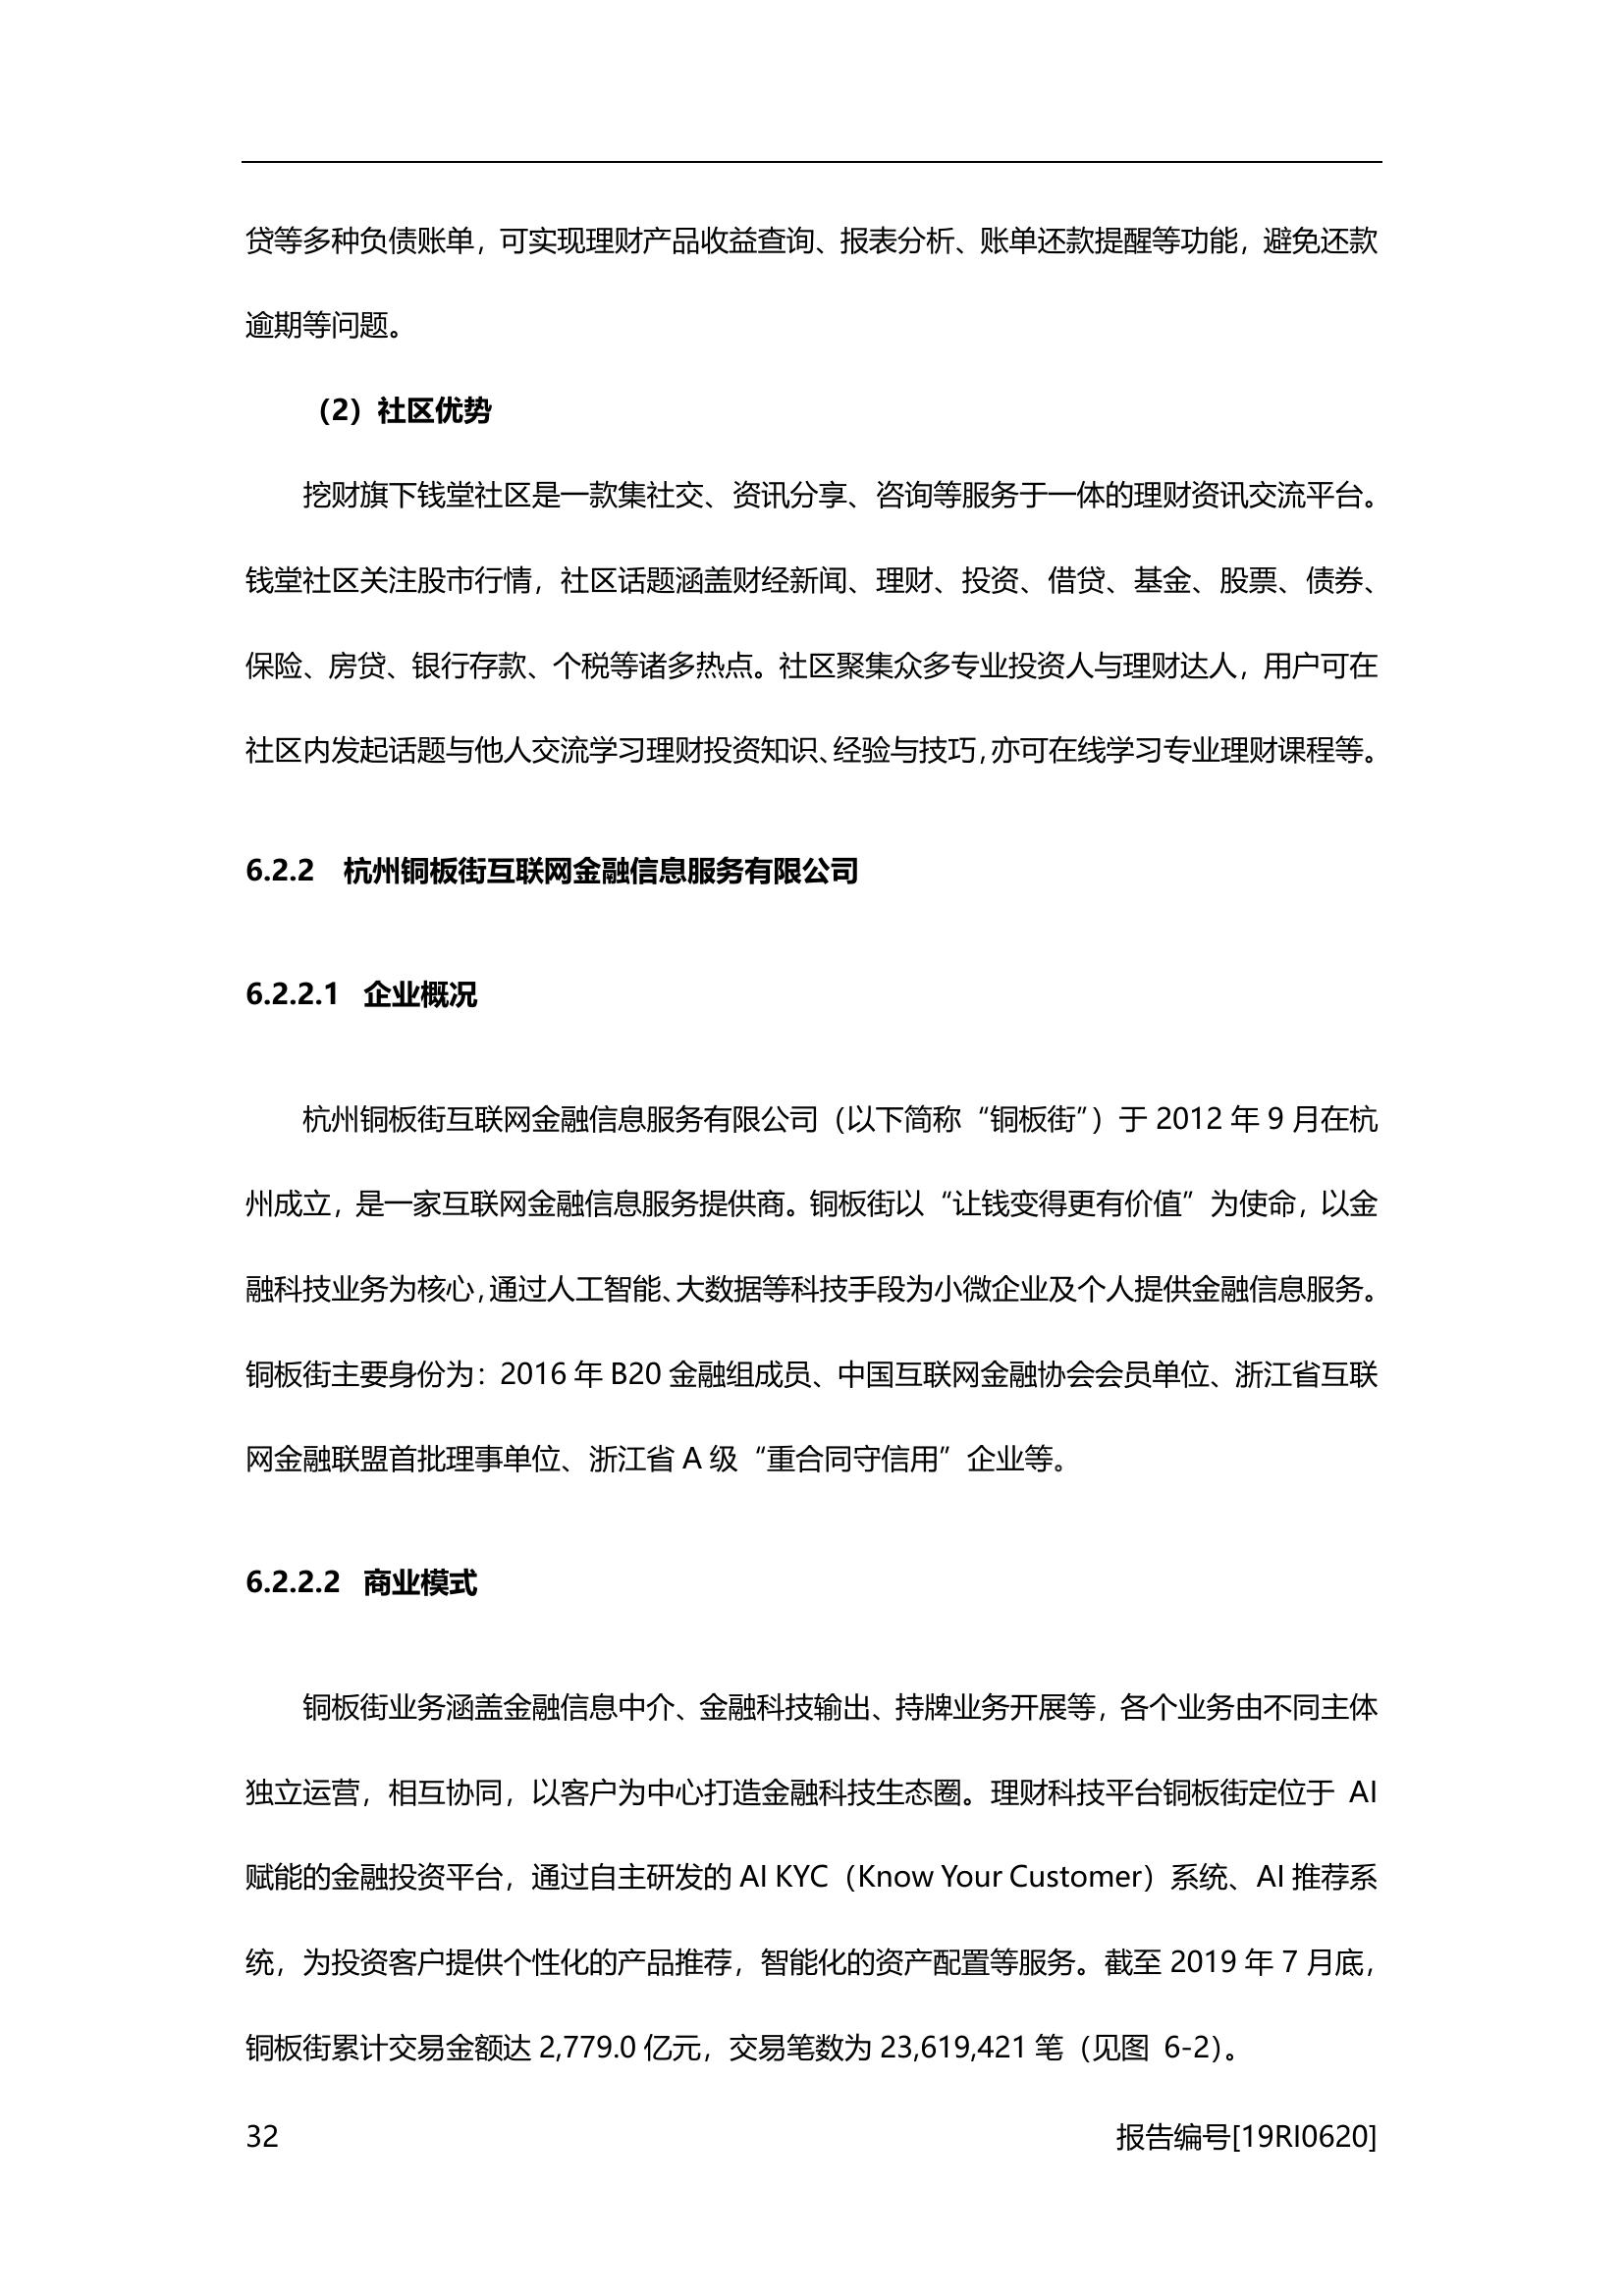 贷等多种负债账单，可实现理财产品收益查询、报表分析、账单还款提醒等功能，避免还款
逾期等问题。
（2）社区优势
挖财旗下钱堂社区是一款集社交、资讯分享、咨询等服务于一体的理财资讯交流平台。
钱堂社区关注股市行情，社区话题涵盖财经新闻、理财、投资、借贷、基金、股票、债券、
保险、房贷、银行存款、个税等诸多热点。社区聚集众多专业投资人与理财达人，用户可在
社区内发起话题与他人交流学习理财投资知识、经验与技巧，亦可在线学习专业理财课程等。
6.2.2 杭州铜板街互联网金融信息服务有限公司
6.2.2.1 企业概况
杭州铜板街互联网金融信息服务有限公司（以下简称“铜板街”）于 2012 年 9 月在杭
州成立，是一家互联网金融信息服务提供商。铜板街以“让钱变得更有价值”为使命，以金
融科技业务为核心，通过人工智能、大数据等科技手段为小微企业及个人提供金融信息服务。
铜板街主要身份为：2016 年 B20 金融组成员、中国互联网金融协会会员单位、浙江省互联
网金融联盟首批理事单位、浙江省 A 级“重合同守信用”企业等。
6.2.2.2 商业模式
铜板街业务涵盖金融信息中介、金融科技输出、持牌业务开展等，各个业务由不同主体
独立运营，相互协同，以客户为中心打造金融科技生态圈。理财科技平台铜板街定位于 AI
赋能的金融投资平台，通过自主研发的 AI KYC（Know Your Customer）系统、AI 推荐系
统，为投资客户提供个性化的产品推荐，智能化的资产配置等服务。截至 2019 年 7 月底，
铜板街累计交易金额达 2,779.0 亿元，交易笔数为 23,619,421 笔（见图 6-2）。
32 报告编号[19RI0620]